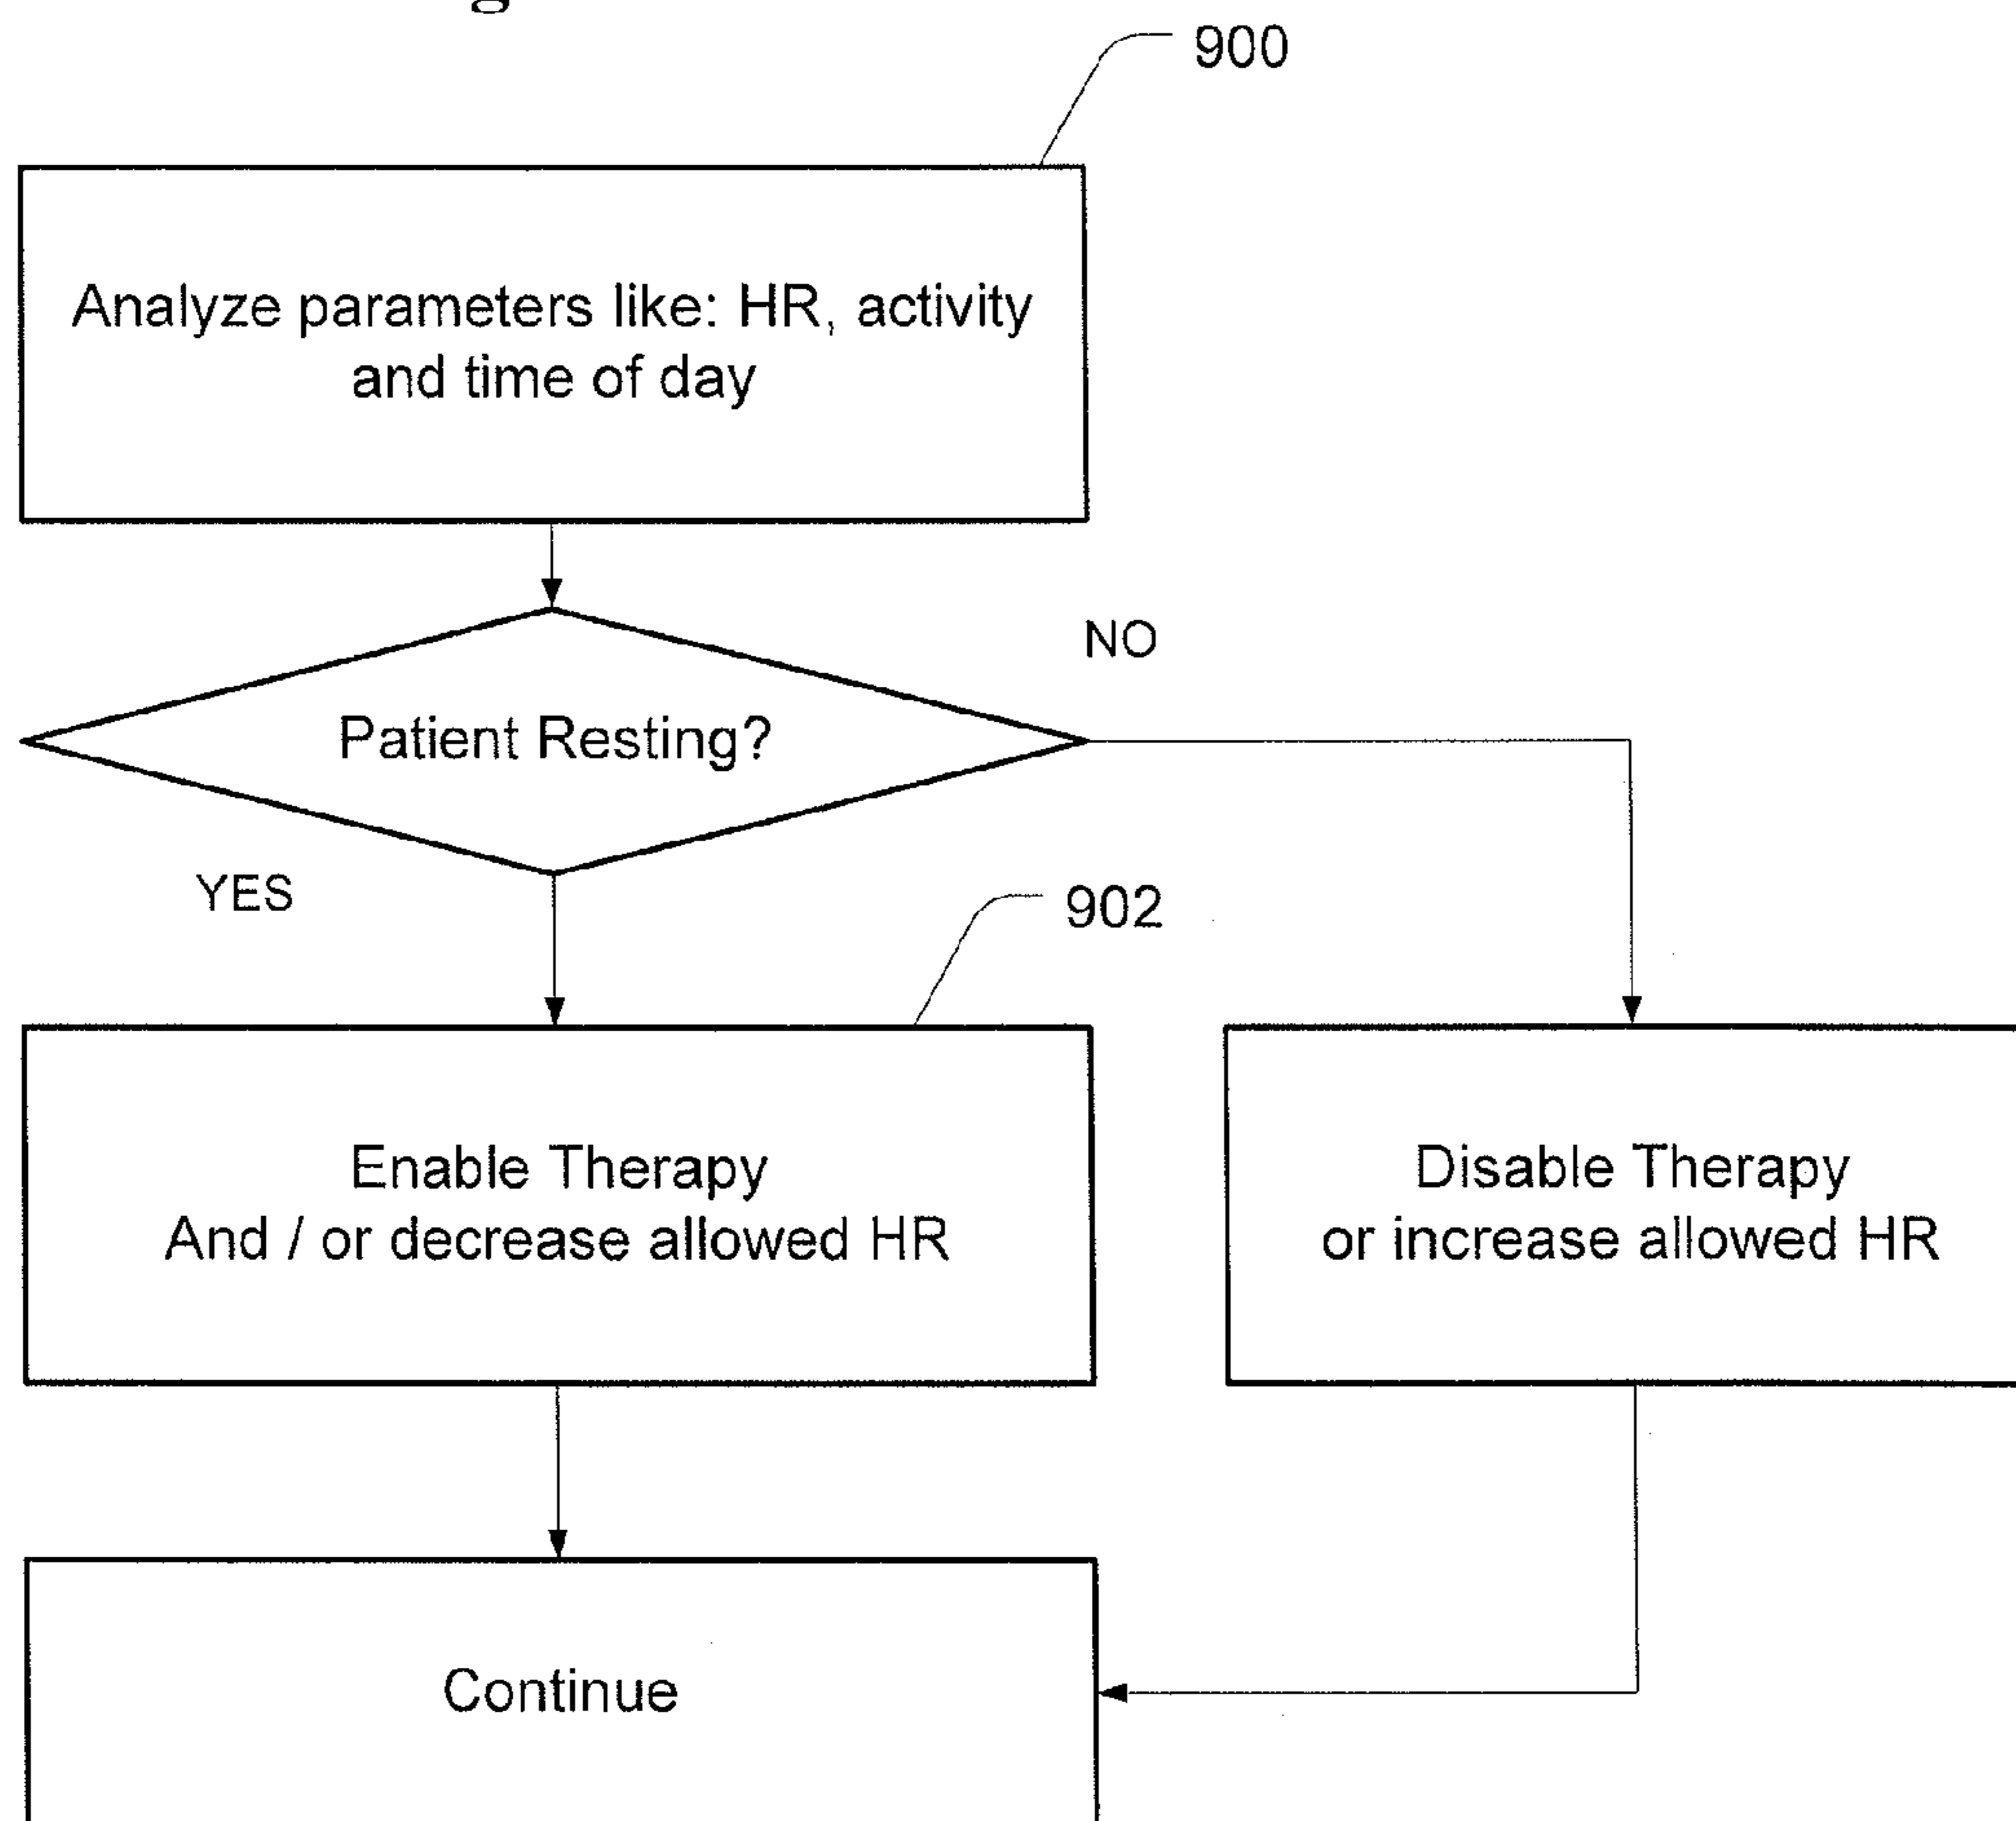 900
Analyze parameters like: HR, activity
and time of day
NO
Patient Resting?
YES
902
Enable Therapy
And / or decrease allowed HR
Disable Therapy
or increase allowed HR
Continue